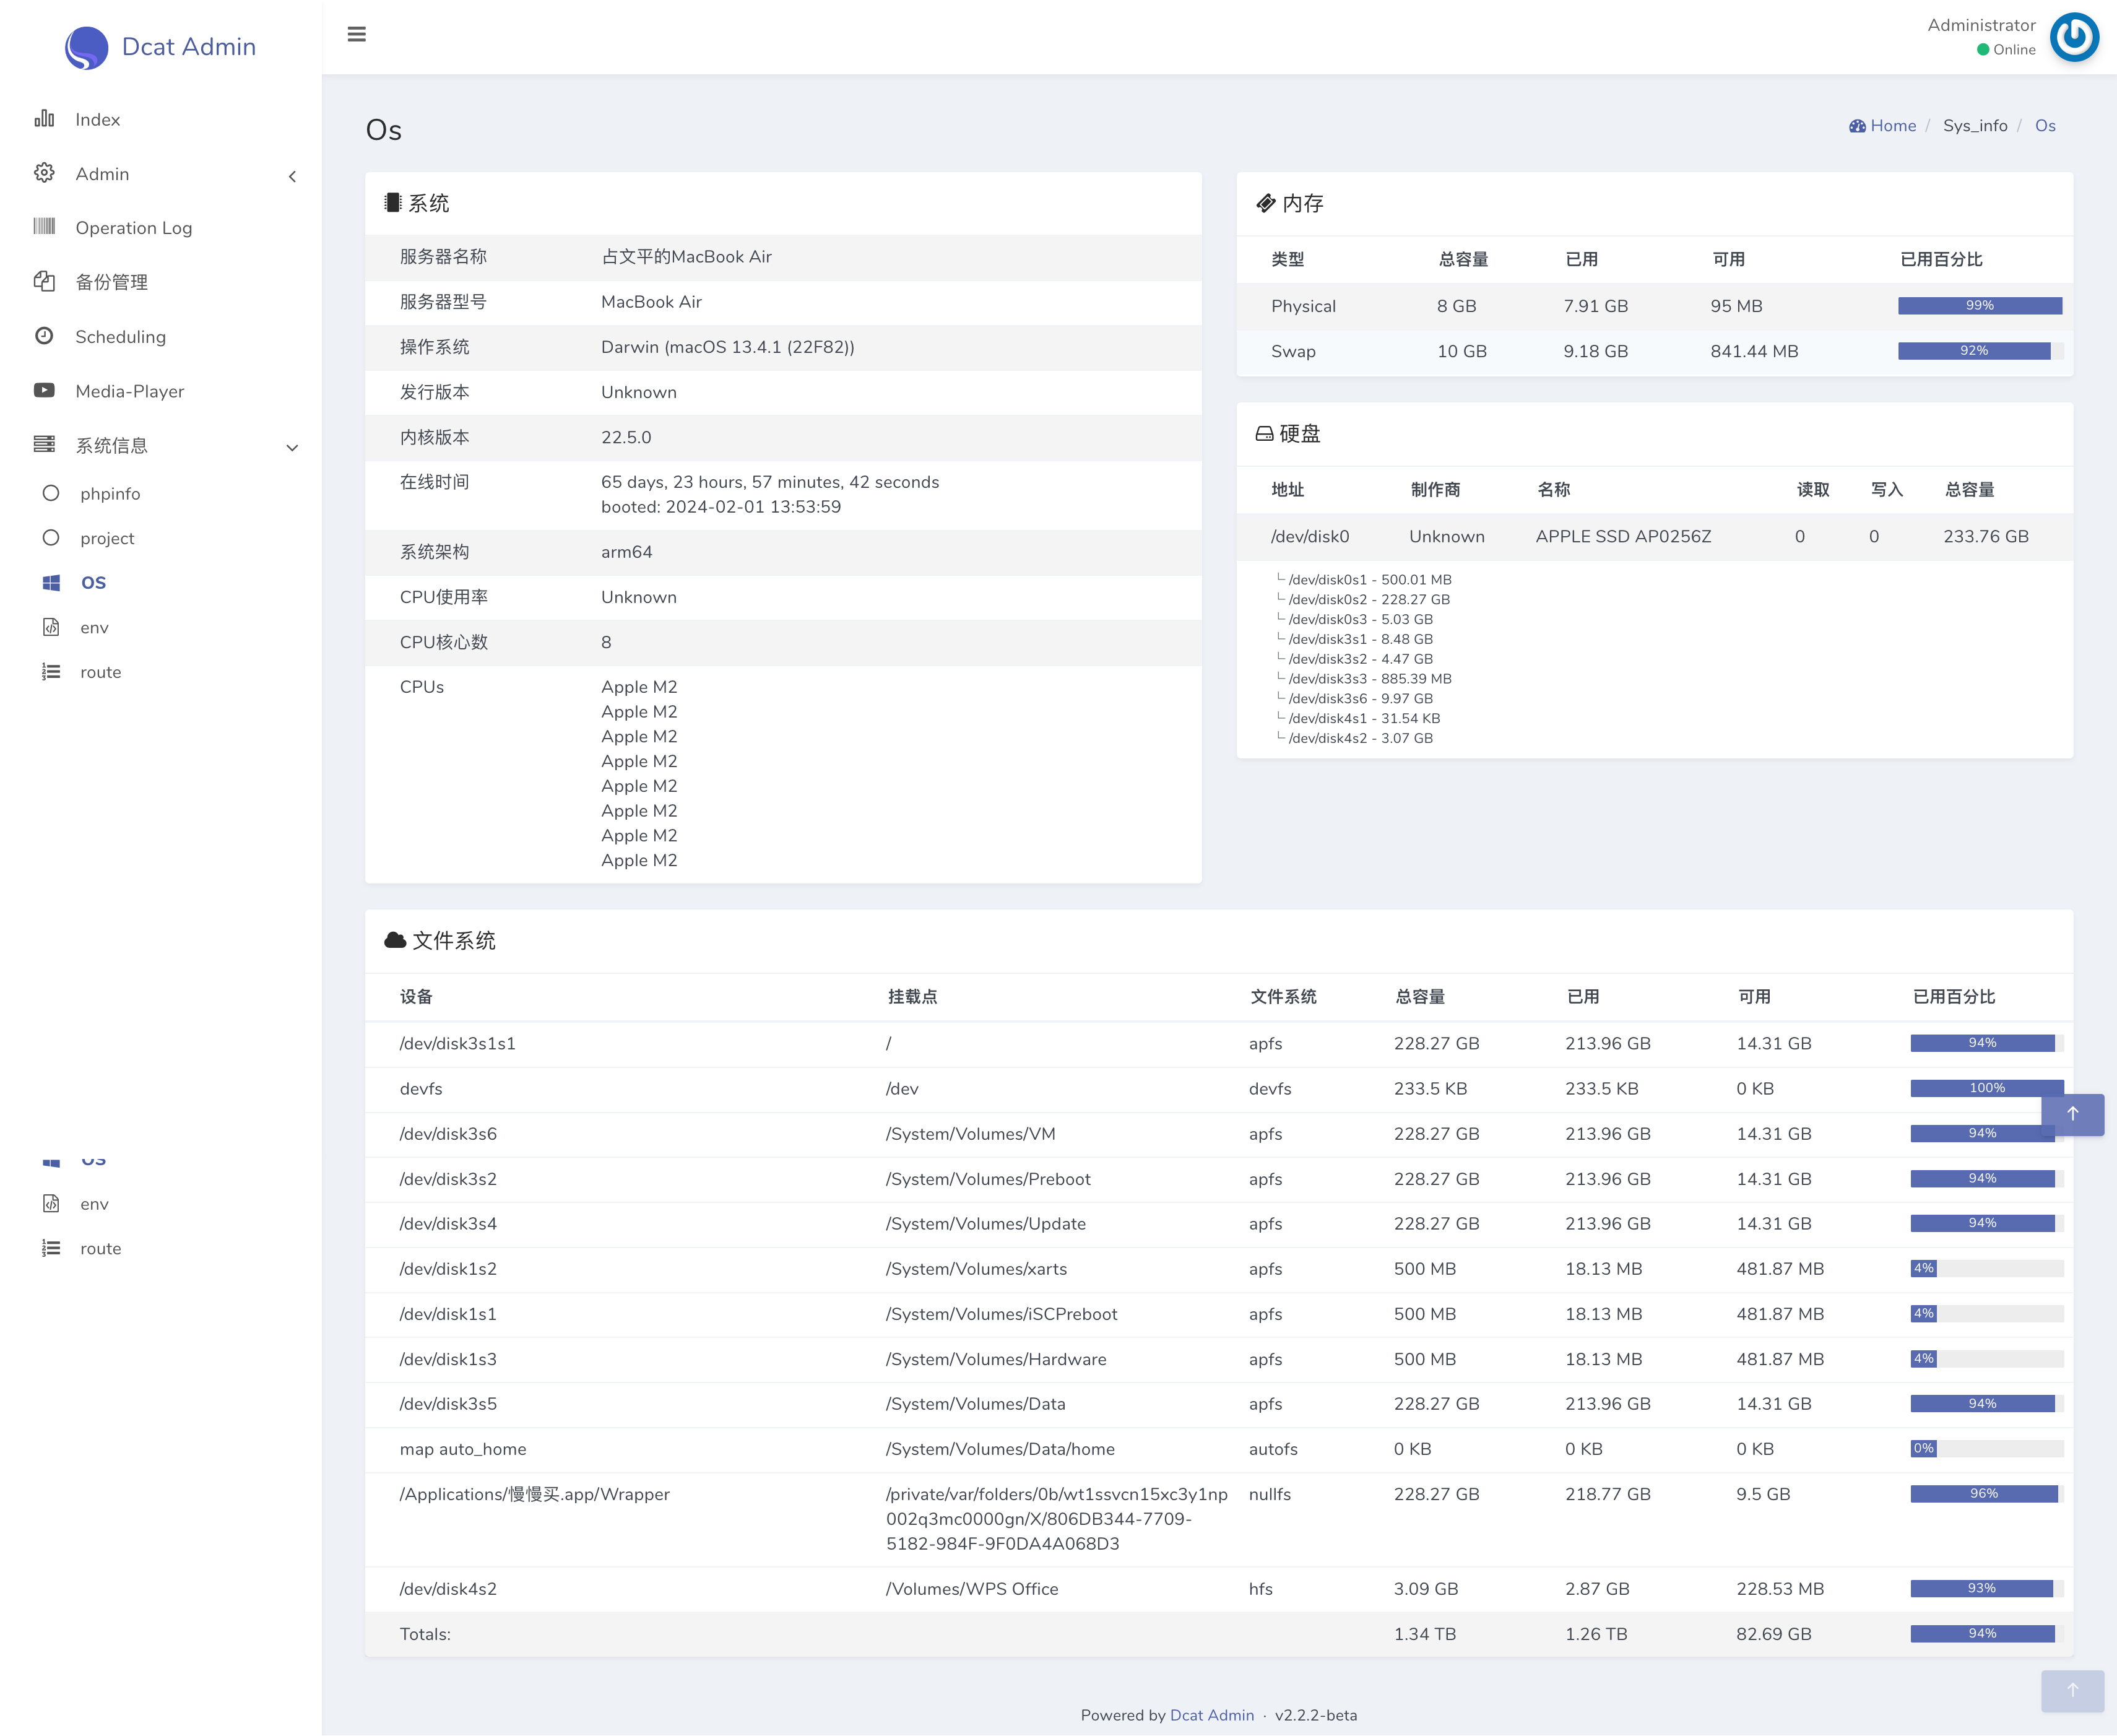 Dcat Admin
Administrator
Online
Index
Admin
Operation Log
备份管理
Scheduling
Media-Player
系统信息
phpinfo
project
OS
env
route
OS
env
route
Os
Home / Sys_info / Os
系统
服务器名称 占文平的MacBook Air
服务器型号 MacBook Air
操作系统 Darwin (macOS 13.4.1 (22F82))
发行版本 Unknown
内核版本 22.5.0
在线时间 65 days, 23 hours, 57 minutes, 42 seconds
booted: 2024-02-01 13:53:59
系统架构 arm64
CPU使用率 Unknown
CPU核心数 8
CPUs Apple M2
Apple M2
Apple M2
Apple M2
Apple M2
Apple M2
Apple M2
Apple M2
内存
类型 总容量 已用 可用 已用百分比
Physical 8 GB 7.91 GB 95 MB 99%
Swap 10 GB 9.18 GB 841.44 MB 92%
硬盘
地址 制作商 名称 读取 写入 总容量
/dev/disk0 Unknown APPLE SSD AP0256Z 0 0 233.76 GB
└ /dev/disk0s1 - 500.01 MB
└ /dev/disk0s2 - 228.27 GB
└ /dev/disk0s3 - 5.03 GB
└ /dev/disk3s1 - 8.48 GB
└ /dev/disk3s2 - 4.47 GB
└ /dev/disk3s3 - 885.39 MB
└ /dev/disk3s6 - 9.97 GB
└ /dev/disk4s1 - 31.54 KB
└ /dev/disk4s2 - 3.07 GB
文件系统
设备 挂载点 文件系统 总容量 已用 可用 已用百分比
/dev/disk3s1s1 / apfs 228.27 GB 213.96 GB 14.31 GB 94%
devfs /dev devfs 233.5 KB 233.5 KB 0 KB 100%
/dev/disk3s6 /System/Volumes/VM apfs 228.27 GB 213.96 GB 14.31 GB 94%
/dev/disk3s2 /System/Volumes/Preboot apfs 228.27 GB 213.96 GB 14.31 GB 94%
/dev/disk3s4 /System/Volumes/Update apfs 228.27 GB 213.96 GB 14.31 GB 94%
/dev/disk1s2 /System/Volumes/xarts apfs 500 MB 18.13 MB 481.87 MB 4%
/dev/disk1s1 /System/Volumes/iSCPreboot apfs 500 MB 18.13 MB 481.87 MB 4%
/dev/disk1s3 /System/Volumes/Hardware apfs 500 MB 18.13 MB 481.87 MB 4%
/dev/disk3s5 /System/Volumes/Data apfs 228.27 GB 213.96 GB 14.31 GB 94%
map auto_home /System/Volumes/Data/home autofs 0 KB 0 KB 0 KB 0%
/Applications/慢慢买.app/Wrapper /private/var/folders/0b/wt1ssvcn15xc3y1np nullfs 228.27 GB 218.77 GB 9.5 GB 96%
002q3mc0000gn/X/806DB344-7709-
5182-984F-9F0DA4A068D3
/dev/disk4s2 /Volumes/WPS Office hfs 3.09 GB 2.87 GB 228.53 MB 93%
Totals: 1.34 TB 1.26 TB 82.69 GB 94%
Powered by Dcat Admin · v2.2.2-beta